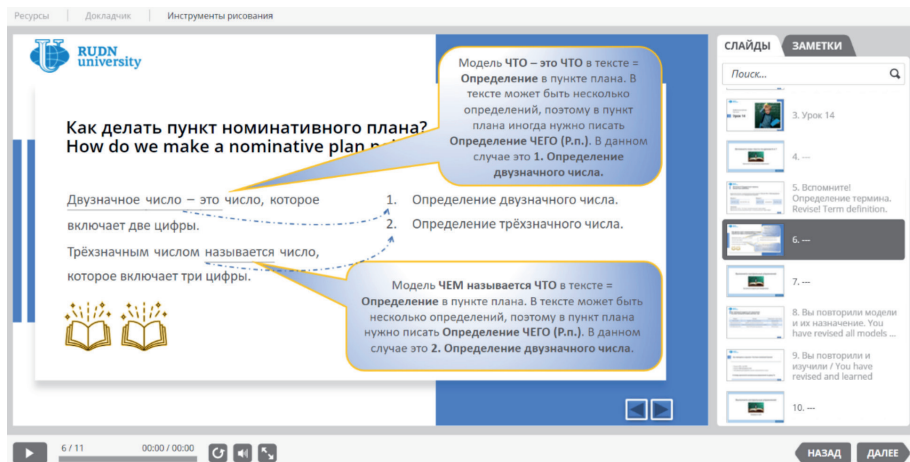 Ресурсы Докладчик Инструменты рисования
RUDN
university
Как делать пункт номинативного плана?
How do we make a nominative plan
Двузначное число – это число, которое
включает две цифры.
Трёхзначным числом называется число,
которое включает три цифры.
1. Определение двузначного числа.
2. Определение трёхзначного числа.
Модель ЧТО – это ЧТО в тексте =
Определение в пункте плана. В
тексте может быть несколько
определений, поэтому в пункт
плана иногда нужно писать
Определение ЧЕГО (Р.п.). В данном
случае это 1. Определение
двузначного числа.
Модель ЧЕМ называется ЧТО в тексте =
Определение в пункте плана. В тексте может быть
несколько определений, поэтому в пункт плана
нужно писать Определение ЧЕГО (Р.п.). В данном
случае это 2. Определение двузначного числа.
СЛАЙДЫ ЗАМЕТКИ
Поиск...
3. Урок 14
4. ---
5. Вспомните!
Определение термина.
Revise! Term definition.
6. ---
7. ---
8. Вы повторили модели
и их назначение. You
have revised all models ...
9. Вы повторили и
изучили / You have
revised and learned
10. ---
6 / 11 00:00 / 00:00
НАЗАД ДАЛЕЕ